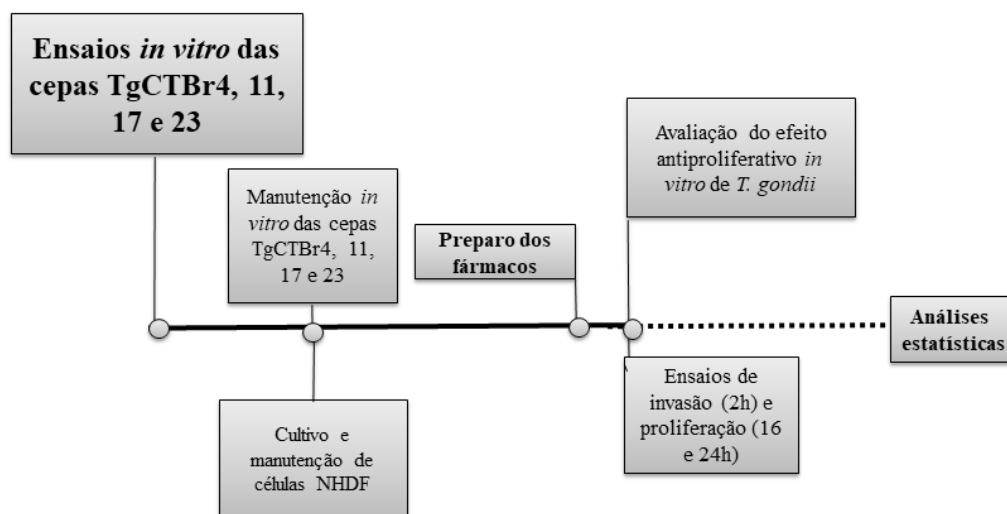 Ensaios in vitro das
cepas TgCTBr4, 11,
17 e 23
Manutenção in
vitro das cepas
TgCTBr4, 11,
17 e 23
Cultivo e
manutenção de
células NHDF
Preparo dos
fármacos
Avaliação do efeito
antiproliferativo in
vitro de T. gondii
Ensaios de
invasão (2h) e
proliferação (16
e 24h)
Análises
estatísticas